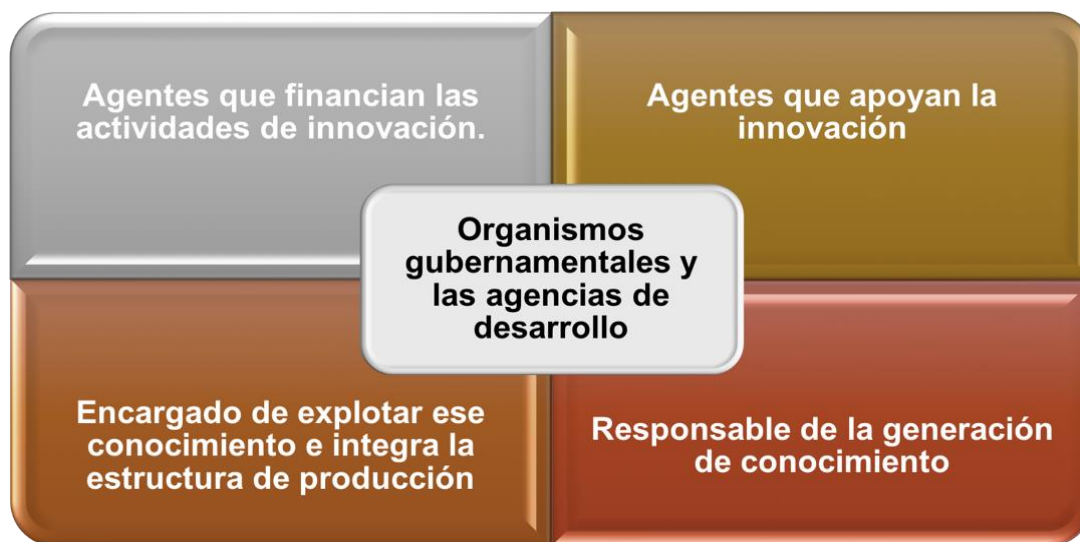 Agentes que financian las
actividades de innovación.
Agentes que apoyan la
innovación
Organismos
gubernamentales y
las agencias de
desarrollo
Encargado de explotar ese
conocimiento e integra la
estructura de producción
Responsable de la generación
de conocimiento